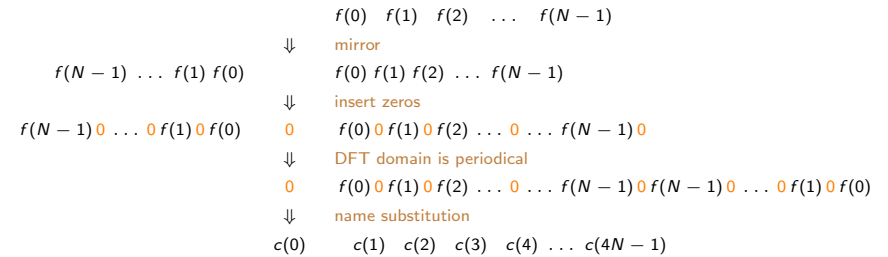 f(0) f(1) f(2) ... f(N − 1)
⇓ mirror
f(N − 1) ... f(1) f(0) f(0) f(1) f(2) ... f(N − 1)
⇓ insert zeros
f(N − 1) 0 ... 0 f(1) 0 f(0) 0 f(0) 0 f(1) 0 f(2) ... 0 ... f(N − 1) 0
⇓ DFT domain is periodical
0 f(0) 0 f(1) 0 f(2) ... 0 ... f(N − 1) 0 f(N − 1) 0 ... 0 f(1) 0 f(0)
⇓ name substitution
c(0) c(1) c(2) c(3) c(4) ... c(4N − 1)